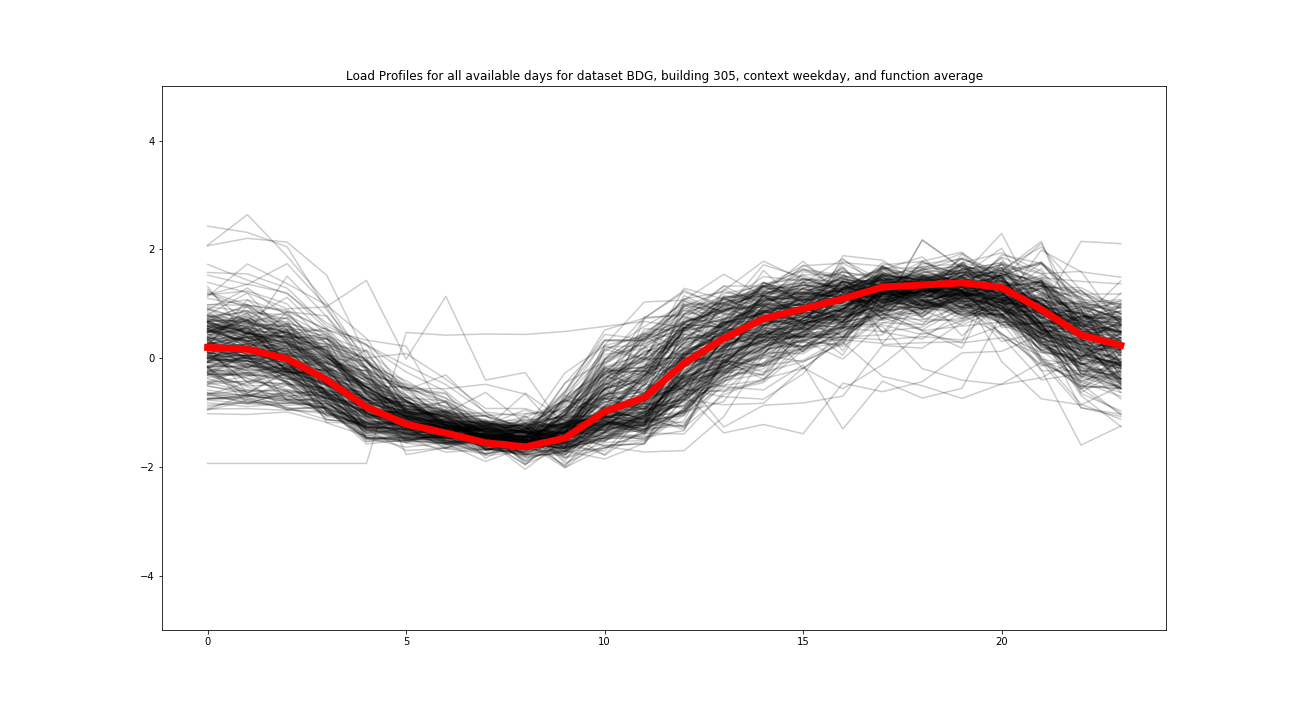 Load Profiles for all available days for dataset BDG, building 305, context weekday, and function average
4
2
0
−2
−4
0 5 10 15 20